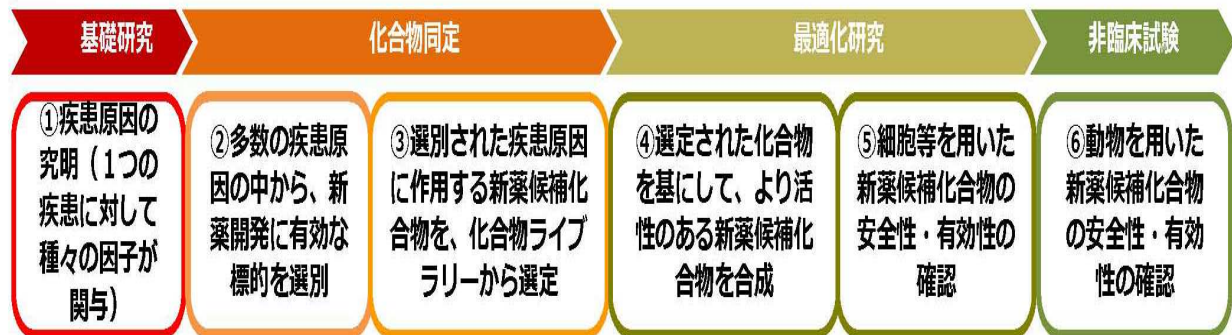 基礎研究
化合物同定
最適化研究
非臨床試験
①疾患原因の
究明（1つの
疾患に対して
種々の因子が
関与）
②多数の疾患原
因の中から、新
薬開発に有効な
標的を選別
③選別された疾患原因
に作用する新薬候補化
合物を、化合物ライブ
ラリーから選定
④選定された化合物
を基にして、より活
性のある新薬候補化
合物を合成
⑤細胞等を用いた
新薬候補化合物の
安全性・有効性の
確認
⑥動物を用いた
新薬候補化合物
の安全性・有効
性の確認